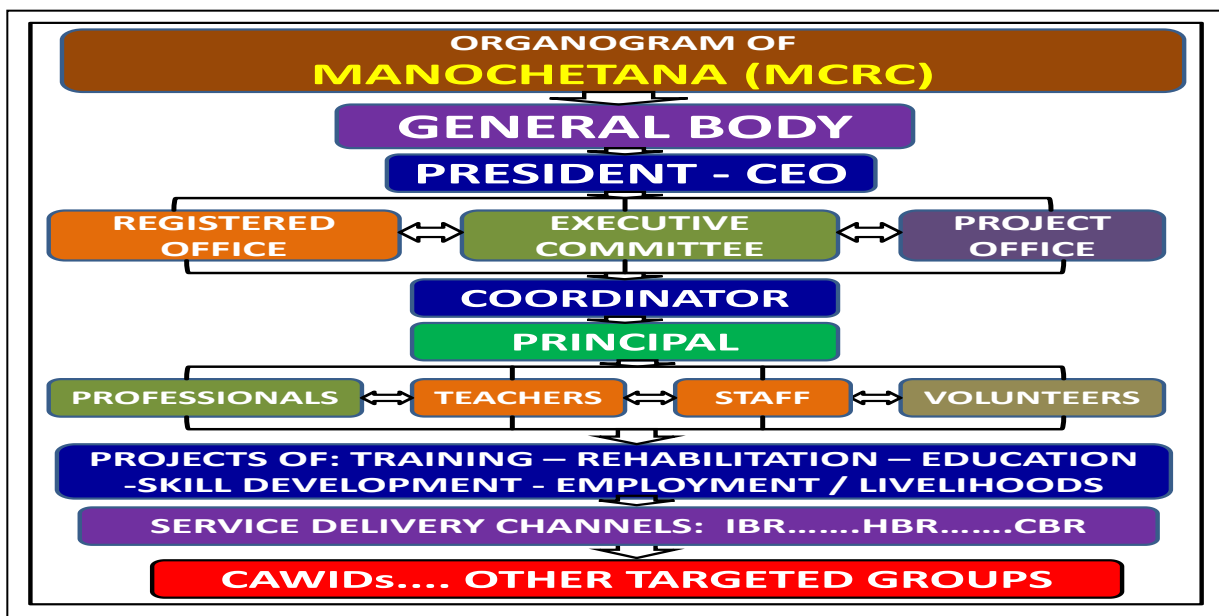 ORGANOGRAM OF
MANOCHETANA (MCRC)
GENERAL BODY
PRESIDENT - CEO
REGISTERED OFFICE
EXECUTIVE COMMITTEE
PROJECT OFFICE
COORDINATOR
PRINCIPAL
PROFESSIONALS
TEACHERS
STAFF
VOLUNTEERS
PROJECTS OF: TRAINING – REHABILITATION – EDUCATION
-SKILL DEVELOPMENT - EMPLOYMENT / LIVELIHOODS
SERVICE DELIVERY CHANNELS: IBR.......HBR.......CBR
CAWIDs.... OTHER TARGETED GROUPS